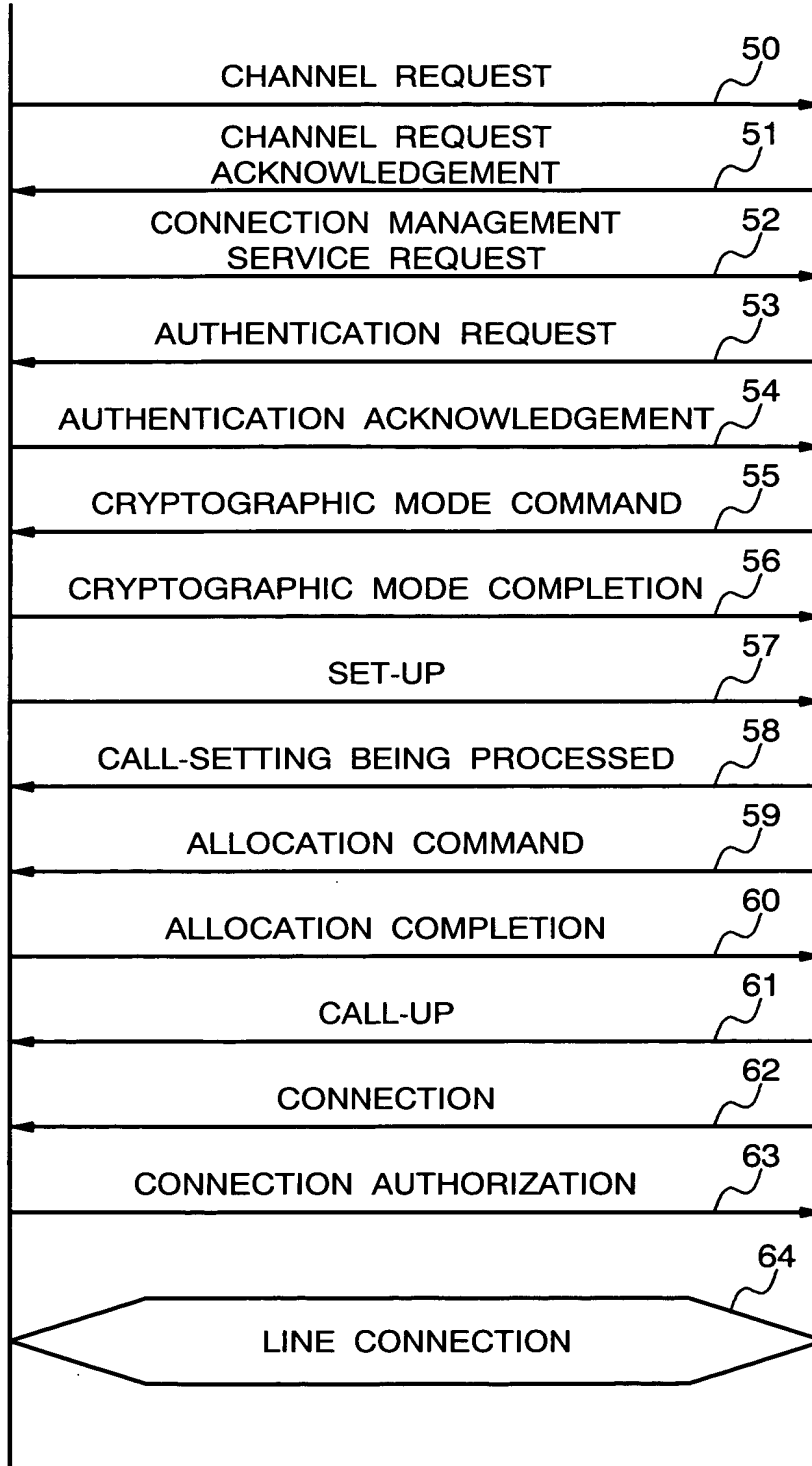 50
CHANNEL REQUEST
51
CHANNEL REQUEST
ACKNOWLEDGEMENT
52
CONNECTION MANAGEMENT
SERVICE REQUEST
53
AUTHENTICATION REQUEST
54
AUTHENTICATION ACKNOWLEDGEMENT
55
CRYPTOGRAPHIC MODE COMMAND
56
CRYPTOGRAPHIC MODE COMPLETION
57
SET-UP
58
CALL-SETTING BEING PROCESSED
59
ALLOCATION COMMAND
60
ALLOCATION COMPLETION
61
CALL-UP
62
CONNECTION
63
CONNECTION AUTHORIZATION
64
LINE CONNECTION